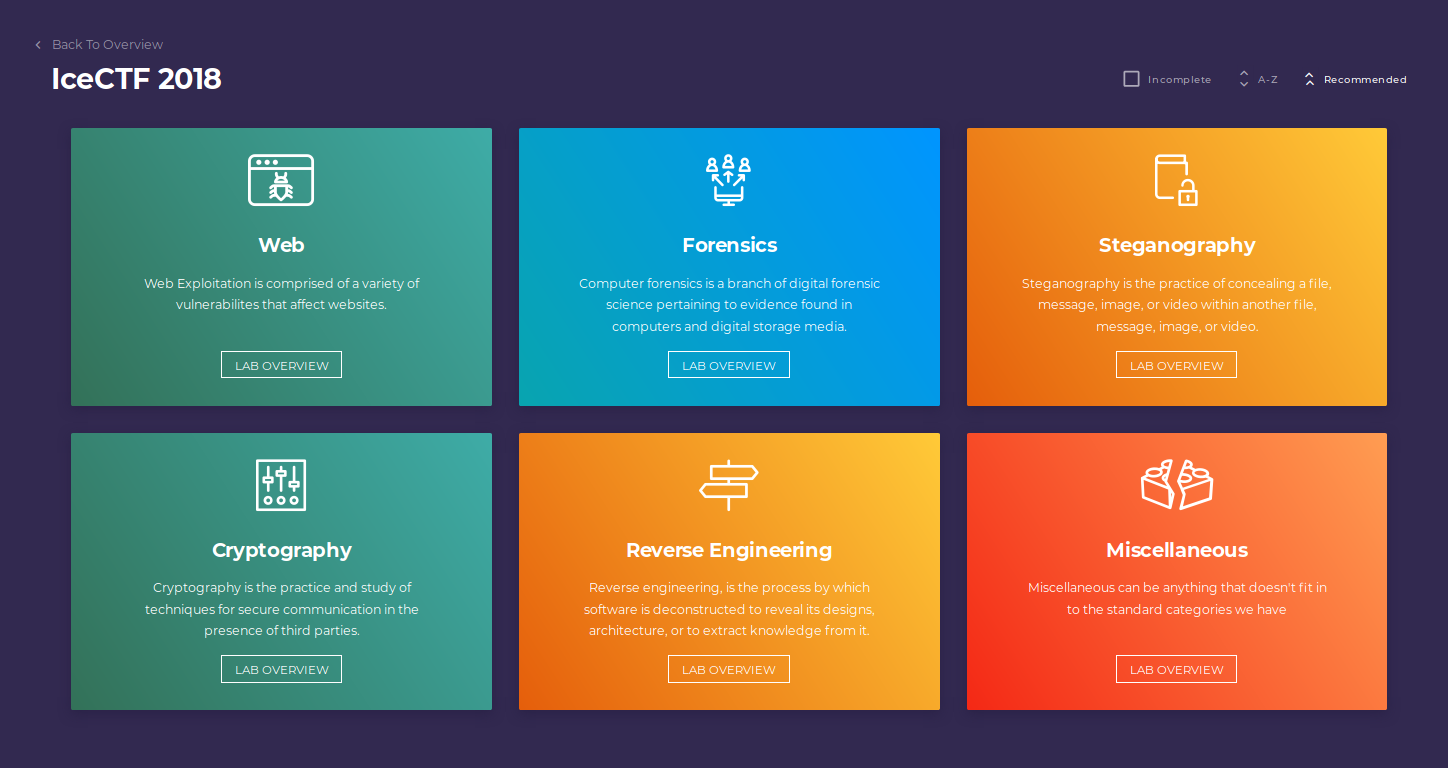 Back To Overview
IceCTF 2018
Incomplete
A-Z
Recommended
Web
Web Exploitation is comprised of a variety of
vulnerabilites that affect websites.
LAB OVERVIEW
Forensics
Computer forensics is a branch of digital forensic
science pertaining to evidence found in
computers and digital storage media.
LAB OVERVIEW
Steganography
Steganography is the practice of concealing a file,
message, image, or video within another file,
message, image, or video.
LAB OVERVIEW
Cryptography
Cryptography is the practice and study of
techniques for secure communication in the
presence of third parties.
LAB OVERVIEW
Reverse Engineering
Reverse engineering, is the process by which
software is deconstructed to reveal its designs,
architecture, or to extract knowledge from it.
LAB OVERVIEW
Miscellaneous
Miscellaneous can be anything that doesn't fit in
to the standard categories we have
LAB OVERVIEW